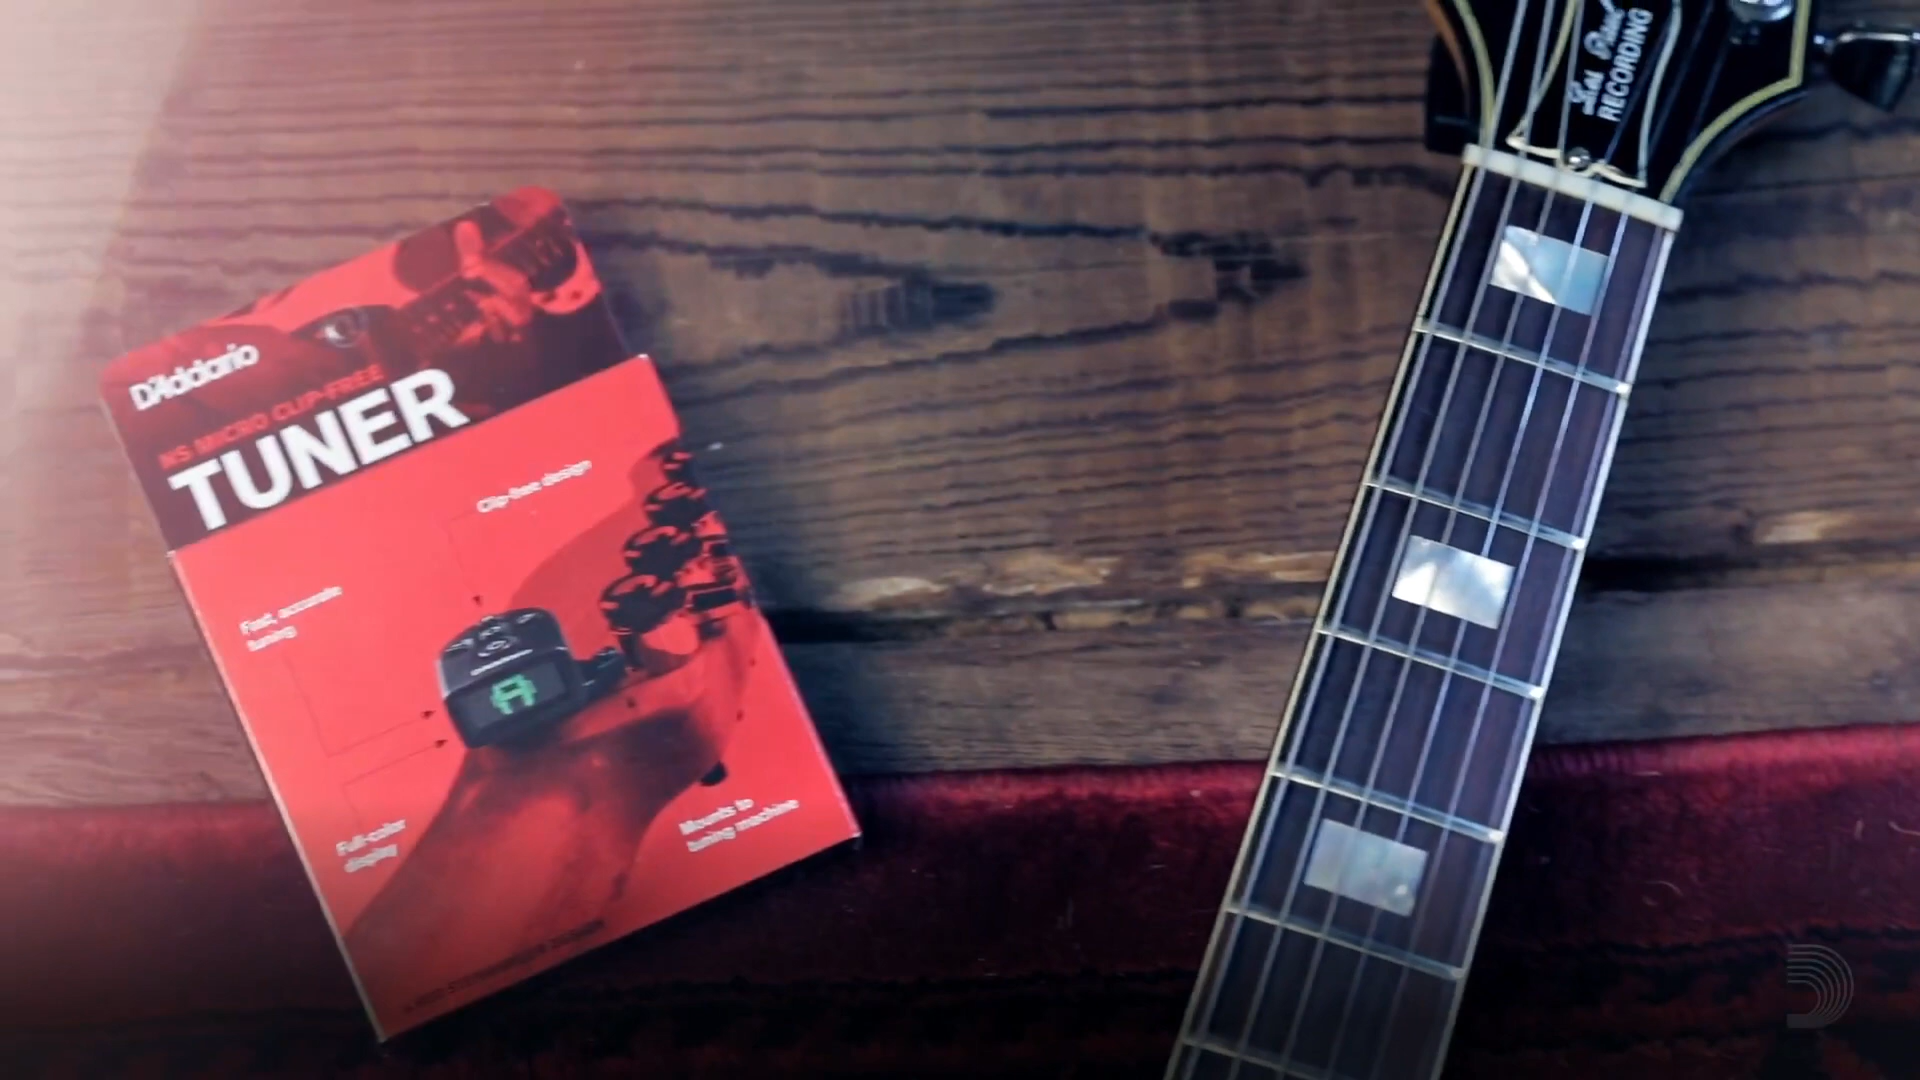 D'Addario
NS MICRO CLIP-FREE
TUNER
Clip-free design
Fast, accurate
tuning
Full-color
display
Mounts to
tuning machine
A
Les Paul
RECORDING